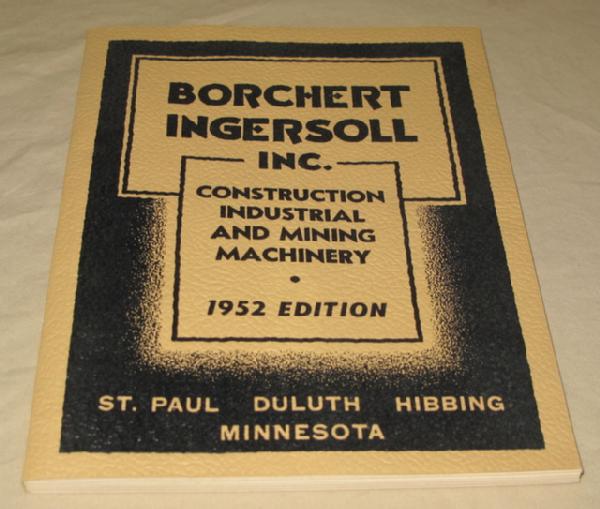 BORCHERT
INGERSOLL
INC.
CONSTRUCTION
INDUSTRIAL
AND MINING
MACHINERY
•
1952 EDITION
ST. PAUL DULUTH HIBBING
MINNESOTA